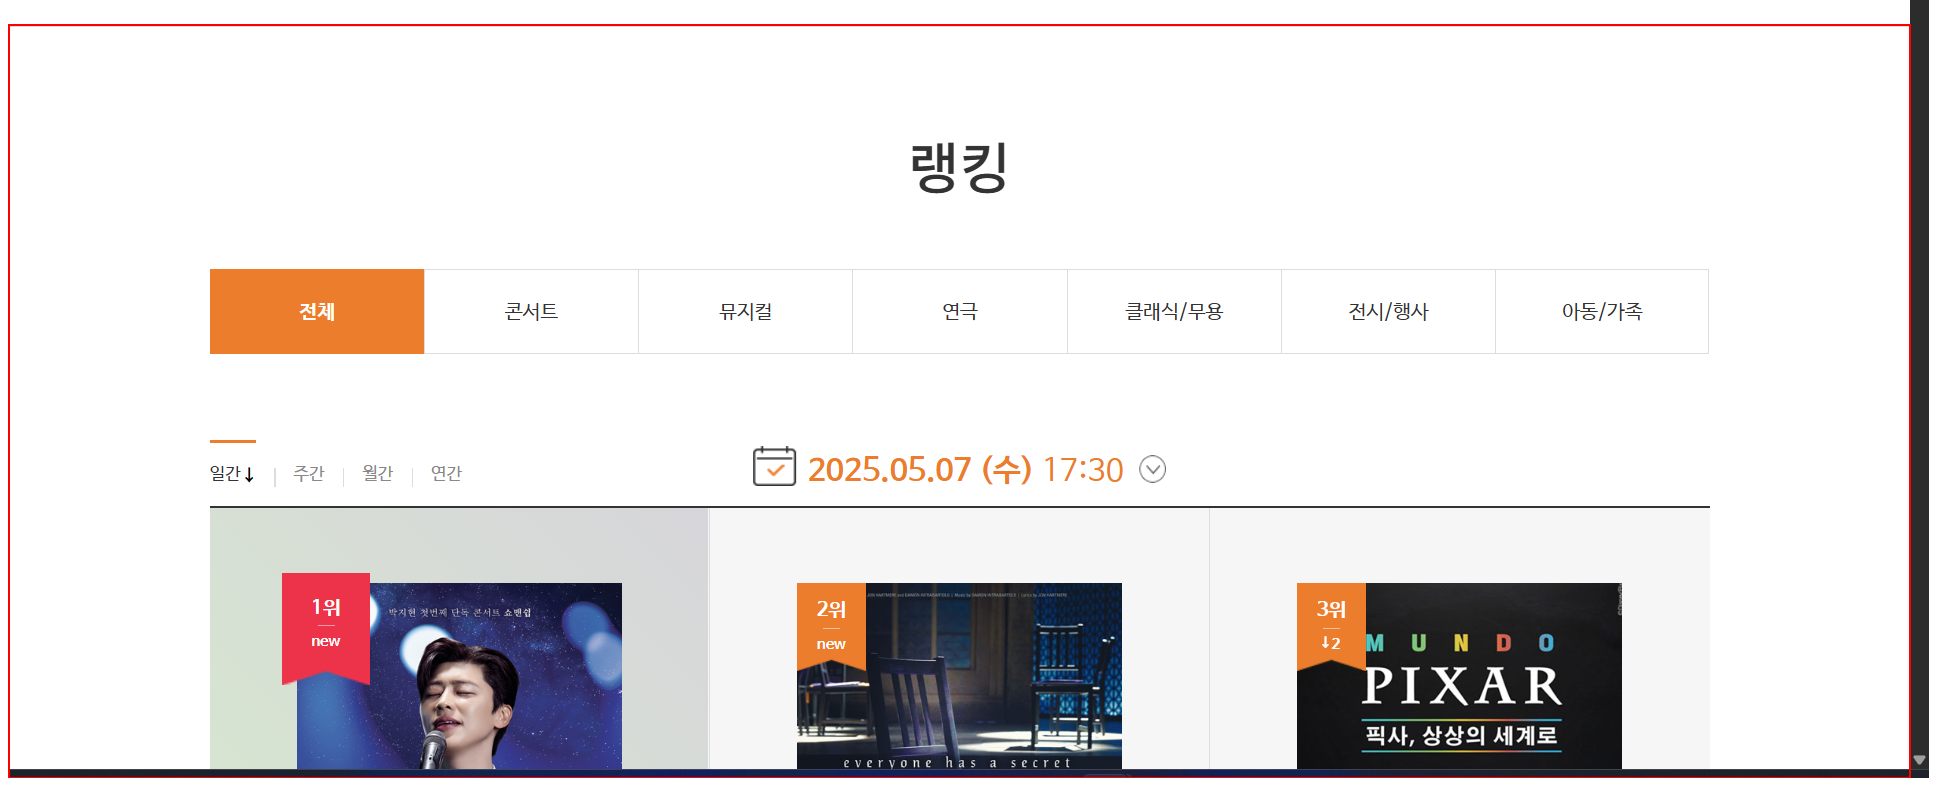 랭킹
전체
콘서트
뮤지컬
연극
클래식/무용
전시/행사
아동/가족
일간↓ | 주간 | 월간 | 연간
2025.05.07 (수) 17:30
1위
new
박지현 첫번째 단독 콘서트 쇼맨쉽
2위
new
everyone has a secret
3위
↓2
MUNDO
PIXAR
픽사, 상상의 세계로